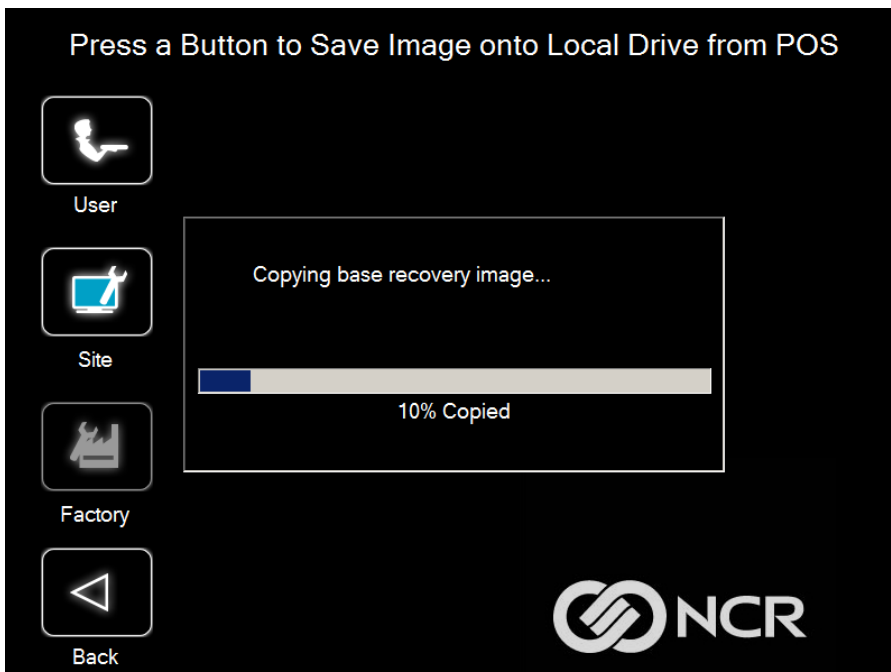 Press a Button to Save Image onto Local Drive from POS
User
Copying base recovery image...
Site
10% Copied
Factory
Back
NCR